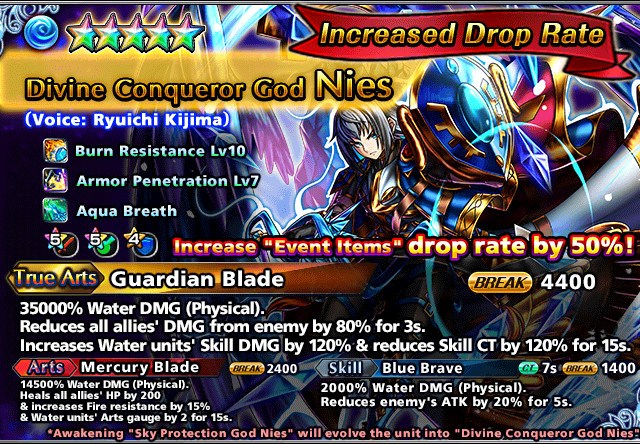 Increased Drop Rate
Divine Conqueror God Nies
(Voice: Ryuichi Kijima)
Burn Resistance Lv10
Armor Penetration Lv7
Aqua Breath
5 5 4
Increase "Event Items" drop rate by 50%!
True Arts Guardian Blade BREAK 4400
35000% Water DMG (Physical).
Reduces all allies' DMG from enemy by 80% for 3s.
Increases Water units' Skill DMG by 120% & reduces Skill CT by 120% for 15s.
Arts Mercury Blade BREAK 2400
14500% Water DMG (Physical).
Heals all allies' HP by 200
& increases Fire resistance by 15%
& Water units' Arts gauge by 2 for 15s.
Skill Blue Brave CT 7s BREAK 1400
2000% Water DMG (Physical).
Reduces enemy's ATK by 20% for 5s.
*Awakening "Sky Protection God Nies" will evolve the unit into "Divine Conqueror God Nies"